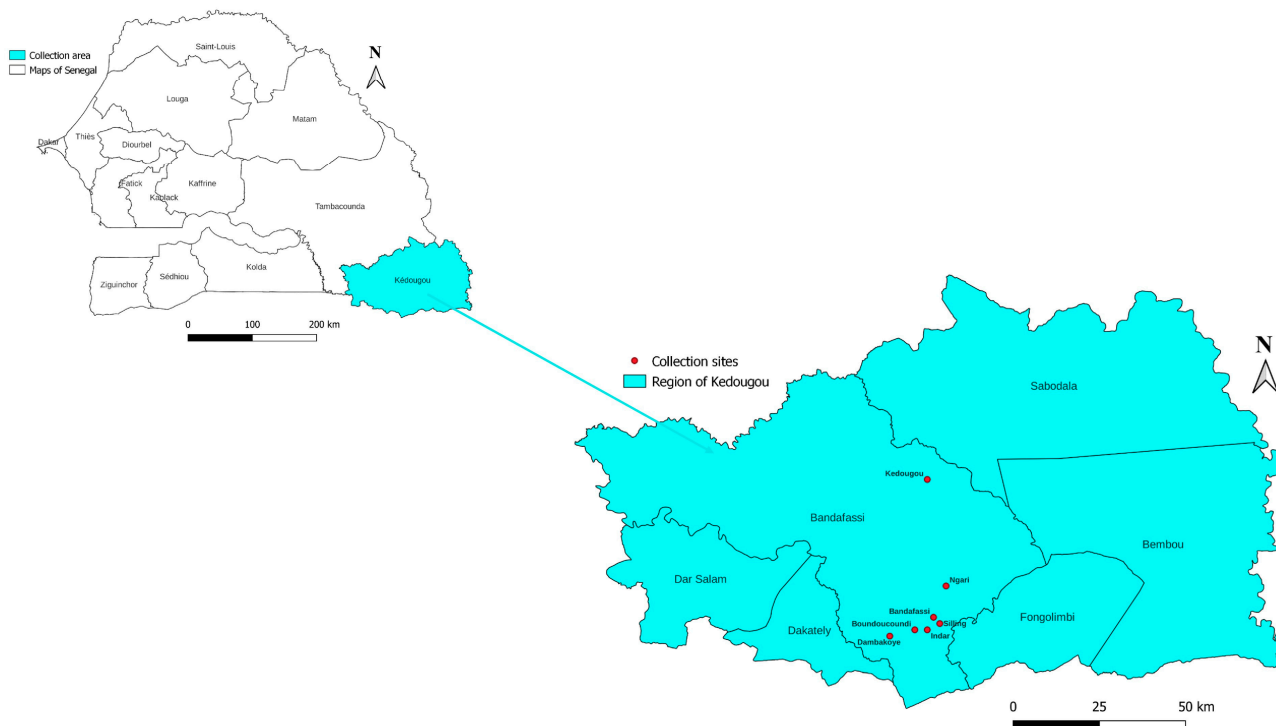 Collection area
Maps of Senegal
N
Saint-Louis
Louga
Matam
Dakar
Thiès
Diourbel
Fatick
Kaffrine
Kaolack
Tambacounda
Ziguinchor
Sédhiou
Kolda
Kédougou
0 100 200 km
Collection sites
Region of Kedougou
N
Sabodala
Kedougou
Bandafassi
Bembou
Dar Salam
Ngari
Bandafassi
Silling
Boundoucoundi
Indar
Dambakoye
Dakately
Fongolimbi
0 25 50 km